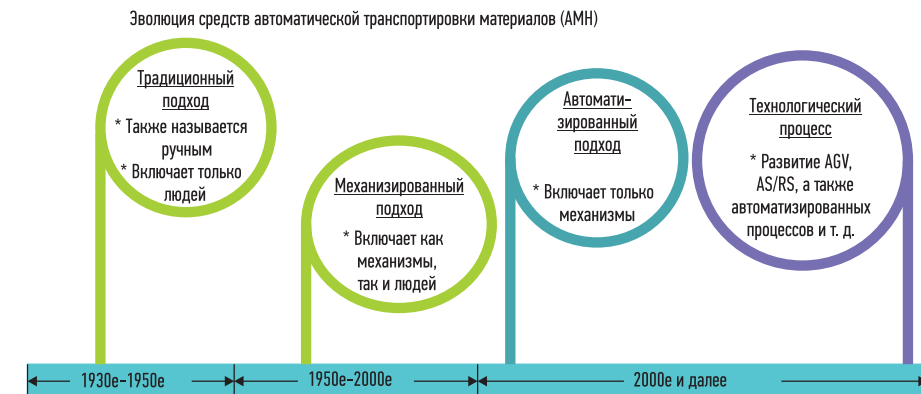 Эволюция средств автоматической транспортировки материалов (АМН)
Традиционный
подход
* Также называется
ручным
* Включает только
людей
Механизированный
подход
* Включает как
механизмы,
так и людей
Автомати-
зированный
подход
* Включает только
механизмы
Технологический
процесс
* Развитие AGV,
AS/RS, а также
автоматизированных
процессов и т. д.
1930е–1950е
1950е–2000е
2000е и далее